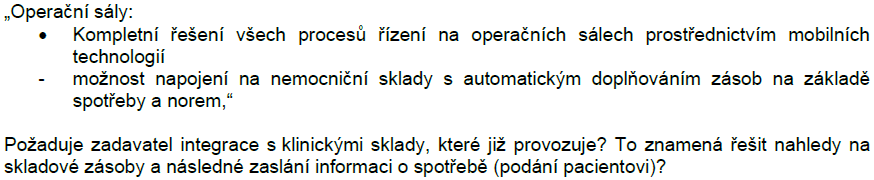 „Operační sály:
• Kompletní řešení všech procesů řízení na operačních sálech prostřednictvím mobilních
technologií
- možnost napojení na nemocniční sklady s automatickým doplňováním zásob na základě
spotřeby a norem,“
Požaduje zadavatel integrace s klinickými sklady, které již provozuje? To znamená řešit nahledy na
skladové zásoby a následné zaslání informaci o spotřebě (podání pacientovi)?